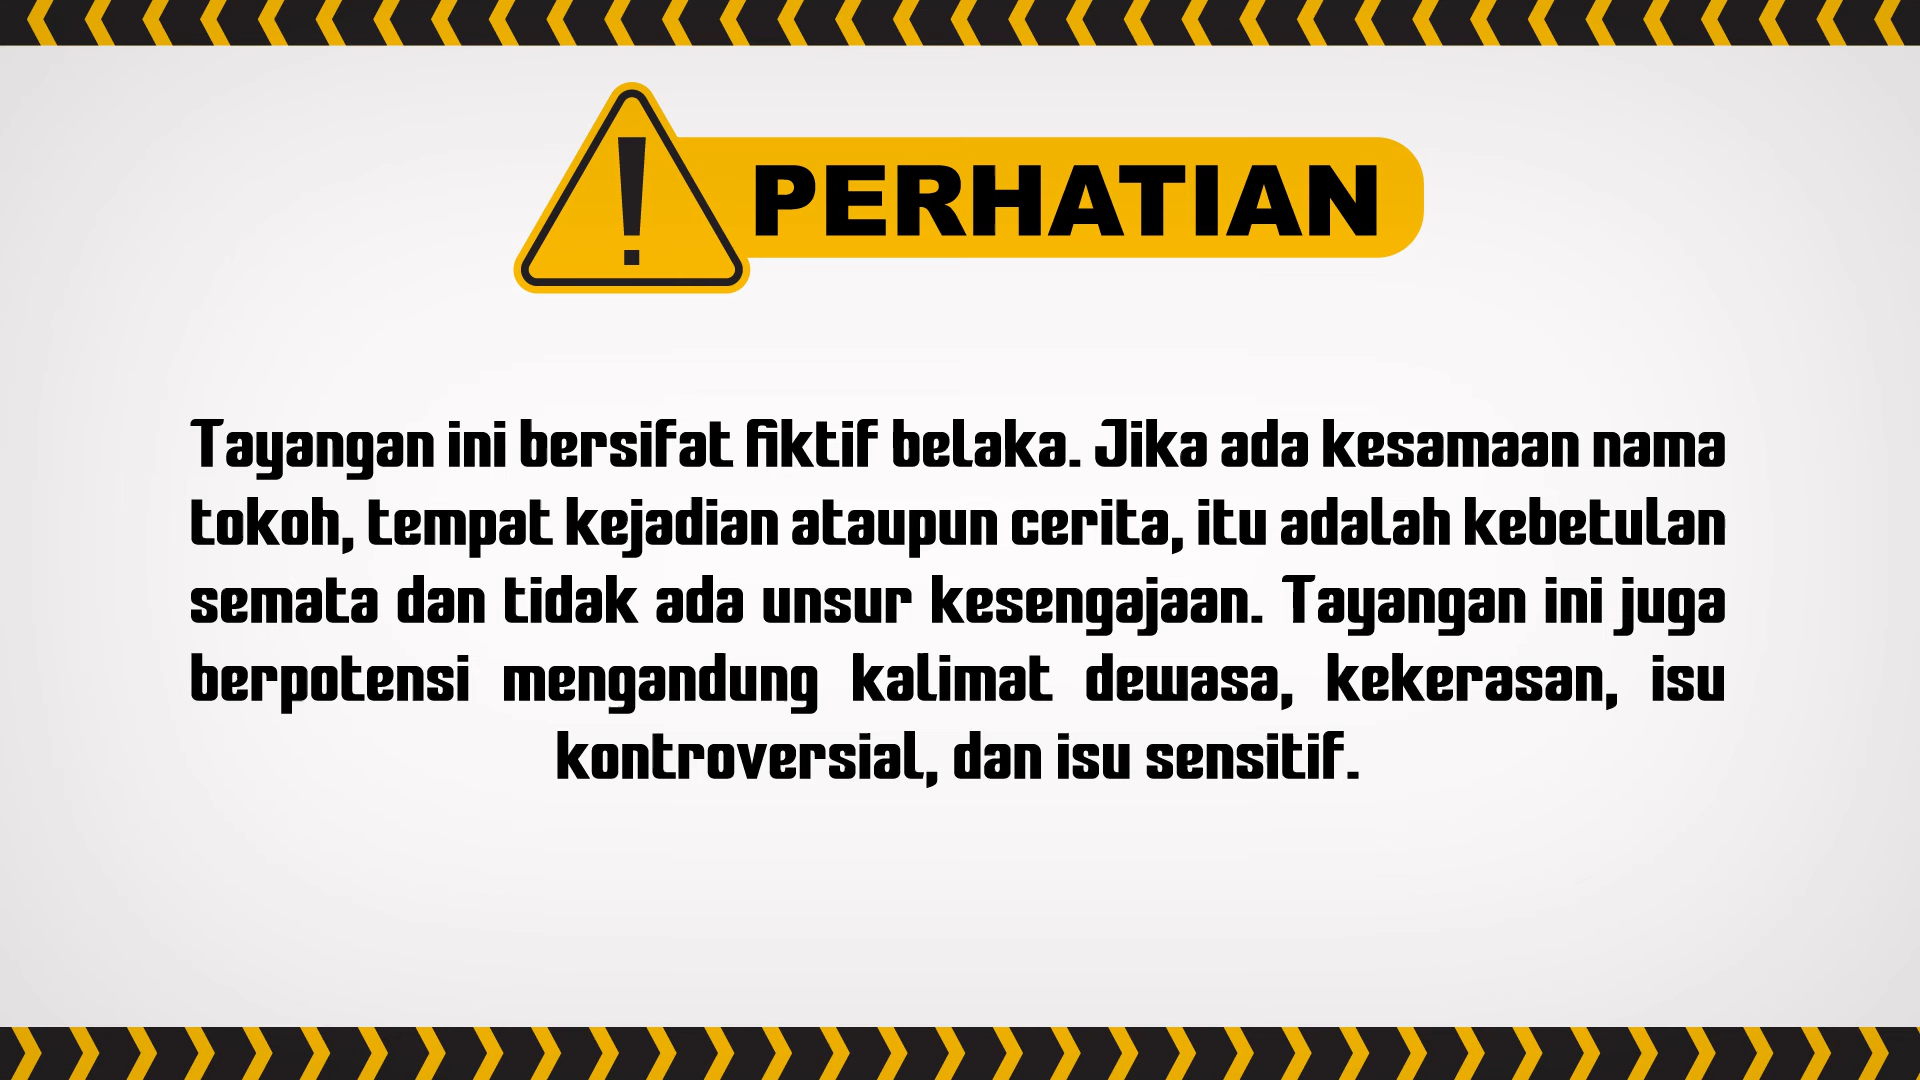 PERHATIAN
Tayangan ini bersifat fiktif belaka. Jika ada kesamaan nama
tokoh, tempat kejadian ataupun cerita, itu adalah kebetulan
semata dan tidak ada unsur kesengajaan. Tayangan ini juga
berpotensi mengandung kalimat dewasa, kekerasan, isu
kontroversial, dan isu sensitif.